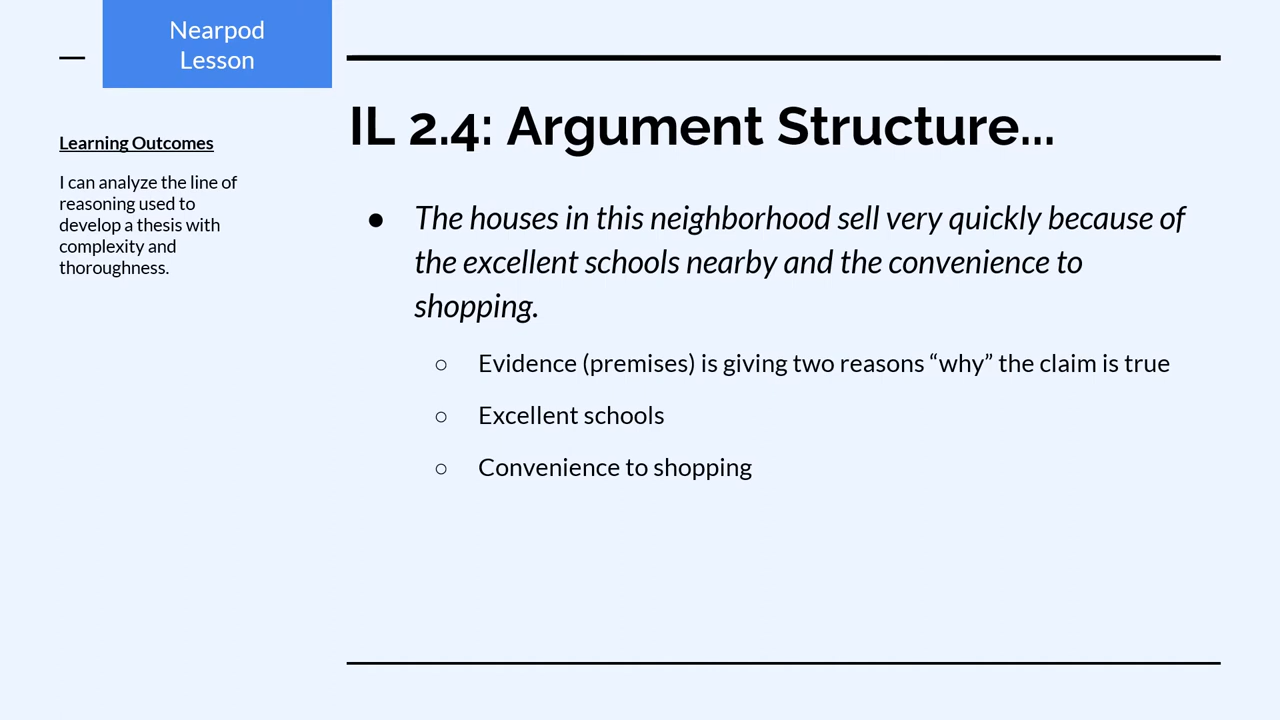 Nearpod
Lesson
IL 2.4: Argument Structure...
Learning Outcomes
I can analyze the line of
reasoning used to
develop a thesis with
complexity and
thoroughness.
● The houses in this neighborhood sell very quickly because of
the excellent schools nearby and the convenience to
shopping.
○ Evidence (premises) is giving two reasons “why” the claim is true
○ Excellent schools
○ Convenience to shopping